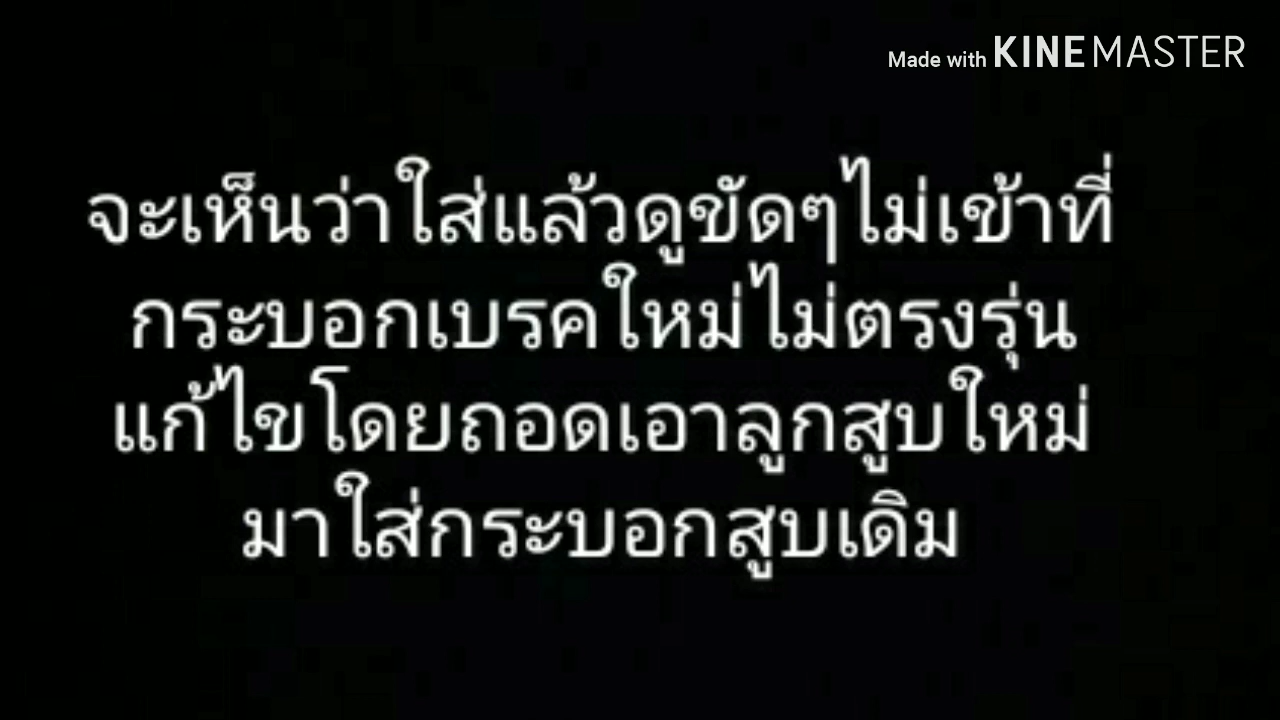 Made with KINEMASTER
จะเห็นว่าใส่แล้วดูขัดๆไม่เข้าที่
กระบอกเบรคใหม่ไม่ตรงรุ่น
แก้ไขโดยถอดเอาลูกสูบใหม่
มาใส่กระบอกสูบเดิม